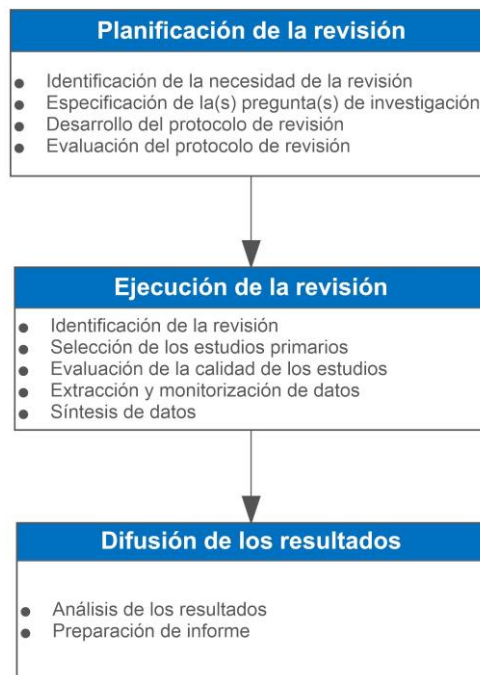 Planificación de la revisión
● Identificación de la necesidad de la revisión
● Especificación de la(s) pregunta(s) de investigación
● Desarrollo del protocolo de revisión
● Evaluación del protocolo de revisión
Ejecución de la revisión
● Identificación de la revisión
● Selección de los estudios primarios
● Evaluación de la calidad de los estudios
● Extracción y monitorización de datos
● Síntesis de datos
Difusión de los resultados
● Análisis de los resultados
● Preparación de informe